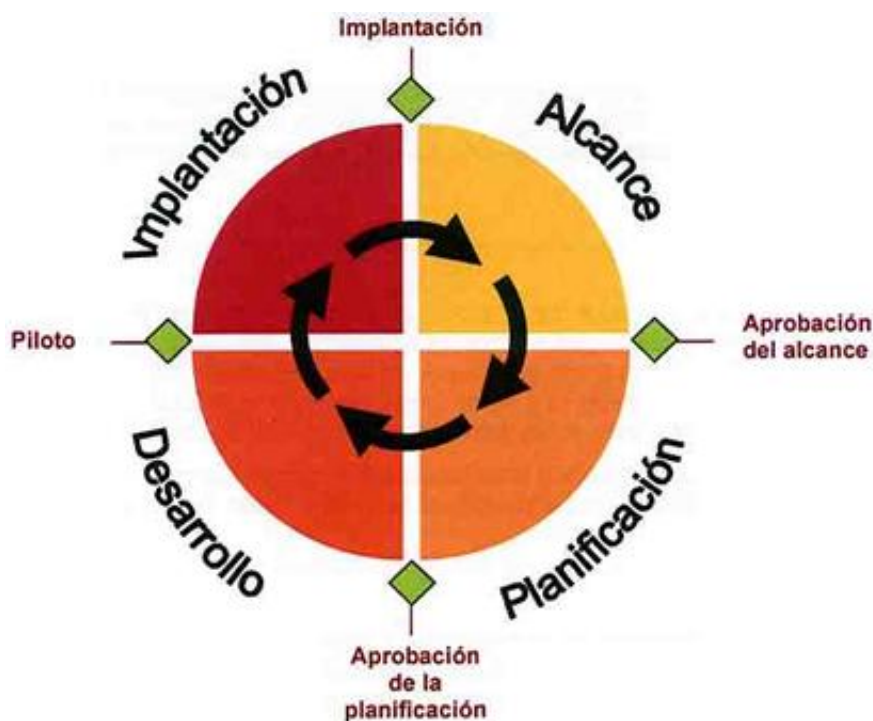 Implantación
Implantación
Alcance
Piloto
Aprobación
del alcance
Desarrollo
Planificación
Aprobación
de la
planificación